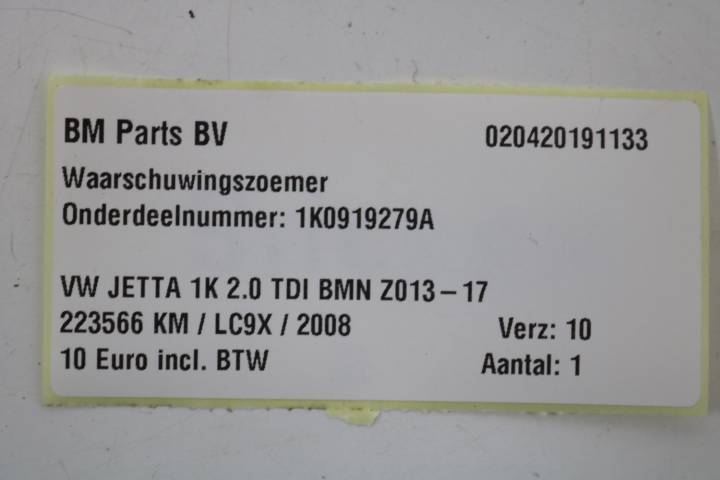 BM Parts BV 020420191133
Waarschuwingszoemer
Onderdeelnummer: 1K0919279A
VW JETTA 1K 2.0 TDI BMN Z013-17
223566 KM / LC9X / 2008 Verz: 10
10 Euro incl. BTW Aantal: 1